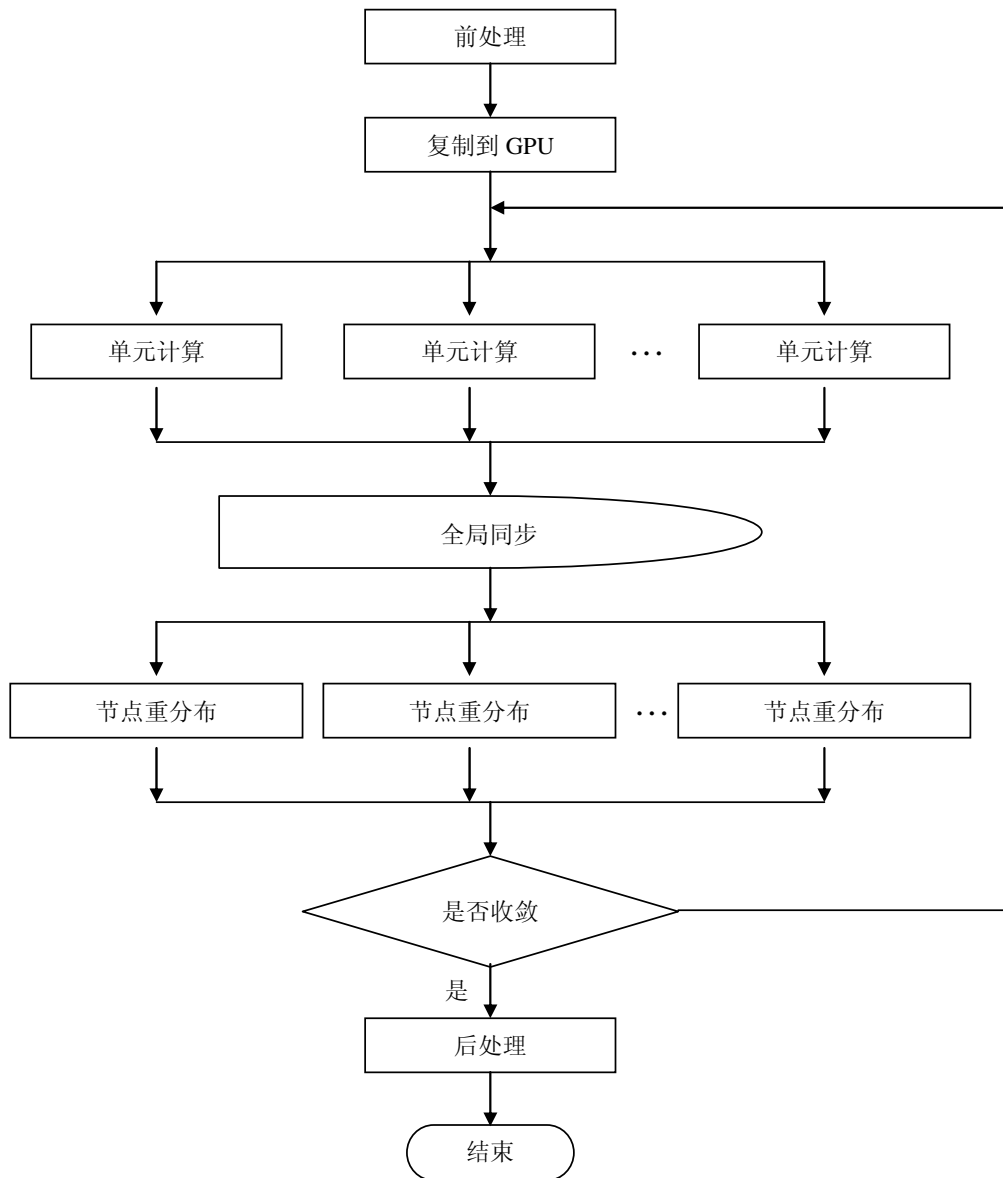 前处理
复制到 GPU
单元计算 单元计算 … 单元计算
全局同步
节点重分布 节点重分布 … 节点重分布
是否收敛
是
后处理
结束